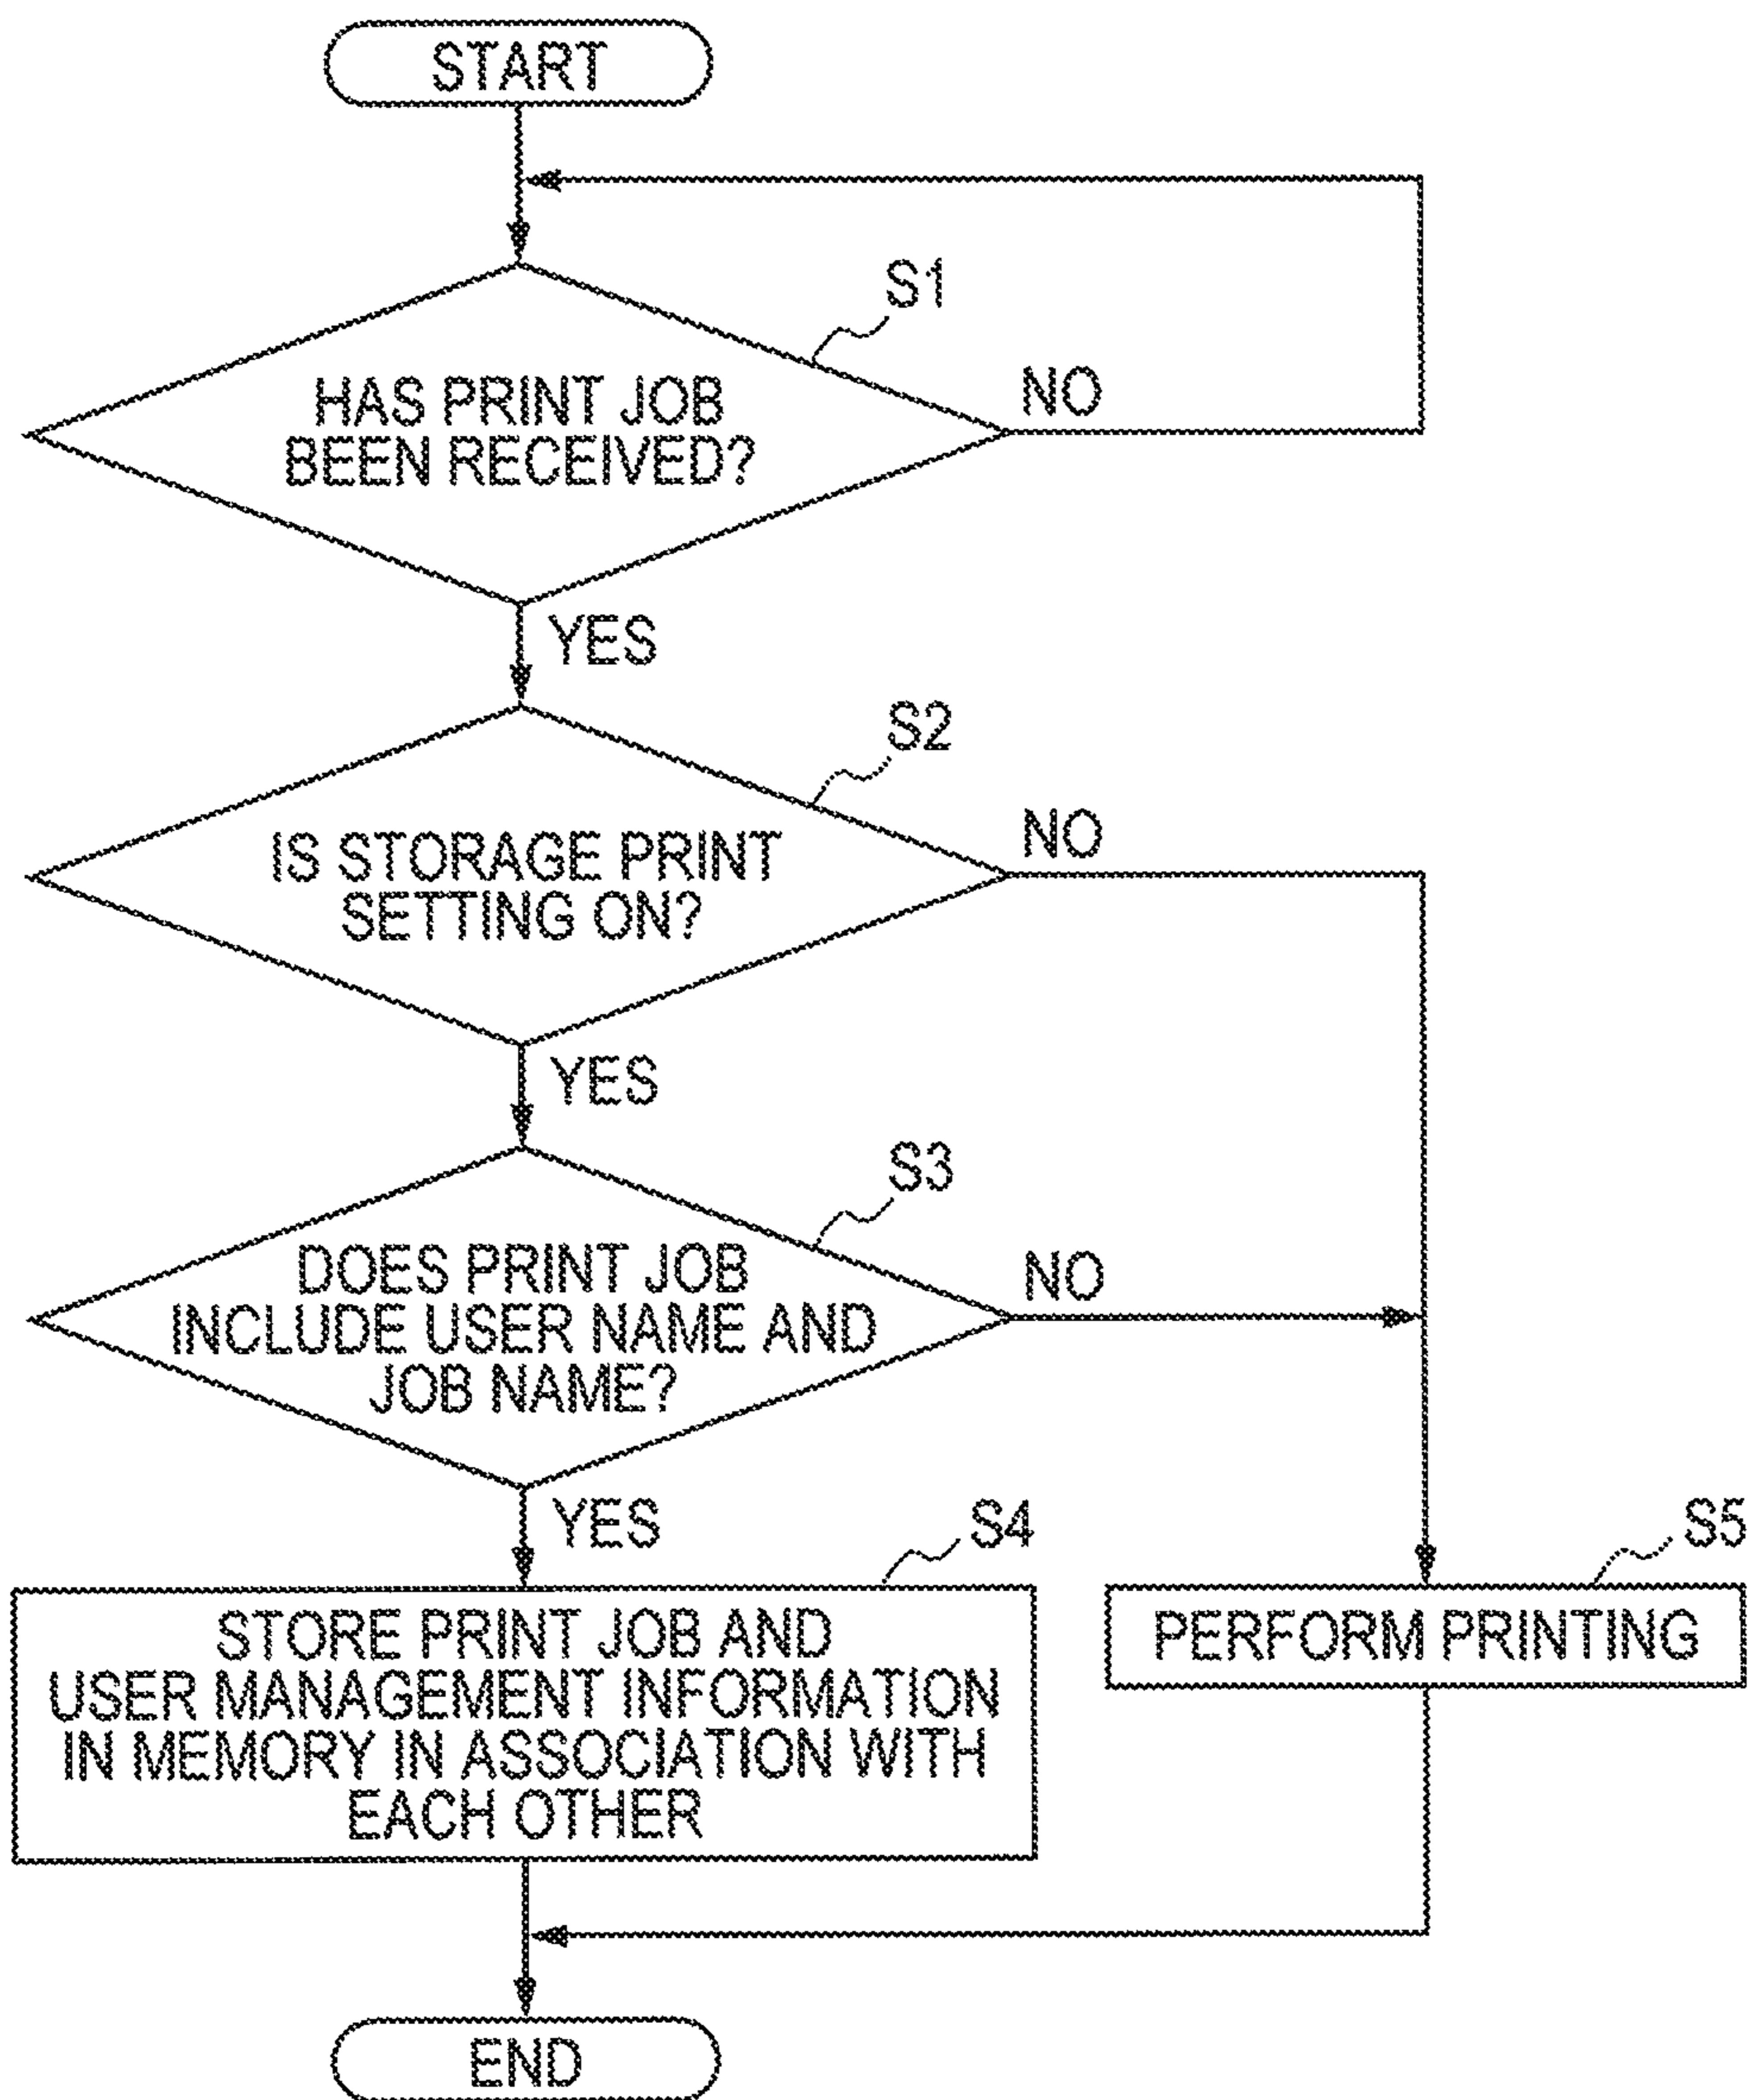 START
S1
HAS PRINT JOB
BEEN RECEIVED?
NO
YES
S2
IS STORAGE PRINT
SETTING ON?
NO
YES
S3
DOES PRINT JOB
INCLUDE USER NAME AND
JOB NAME?
NO
YES
S4
STORE PRINT JOB AND
USER MANAGEMENT INFORMATION
IN MEMORY IN ASSOCIATION WITH
EACH OTHER
S5
PERFORM PRINTING
END